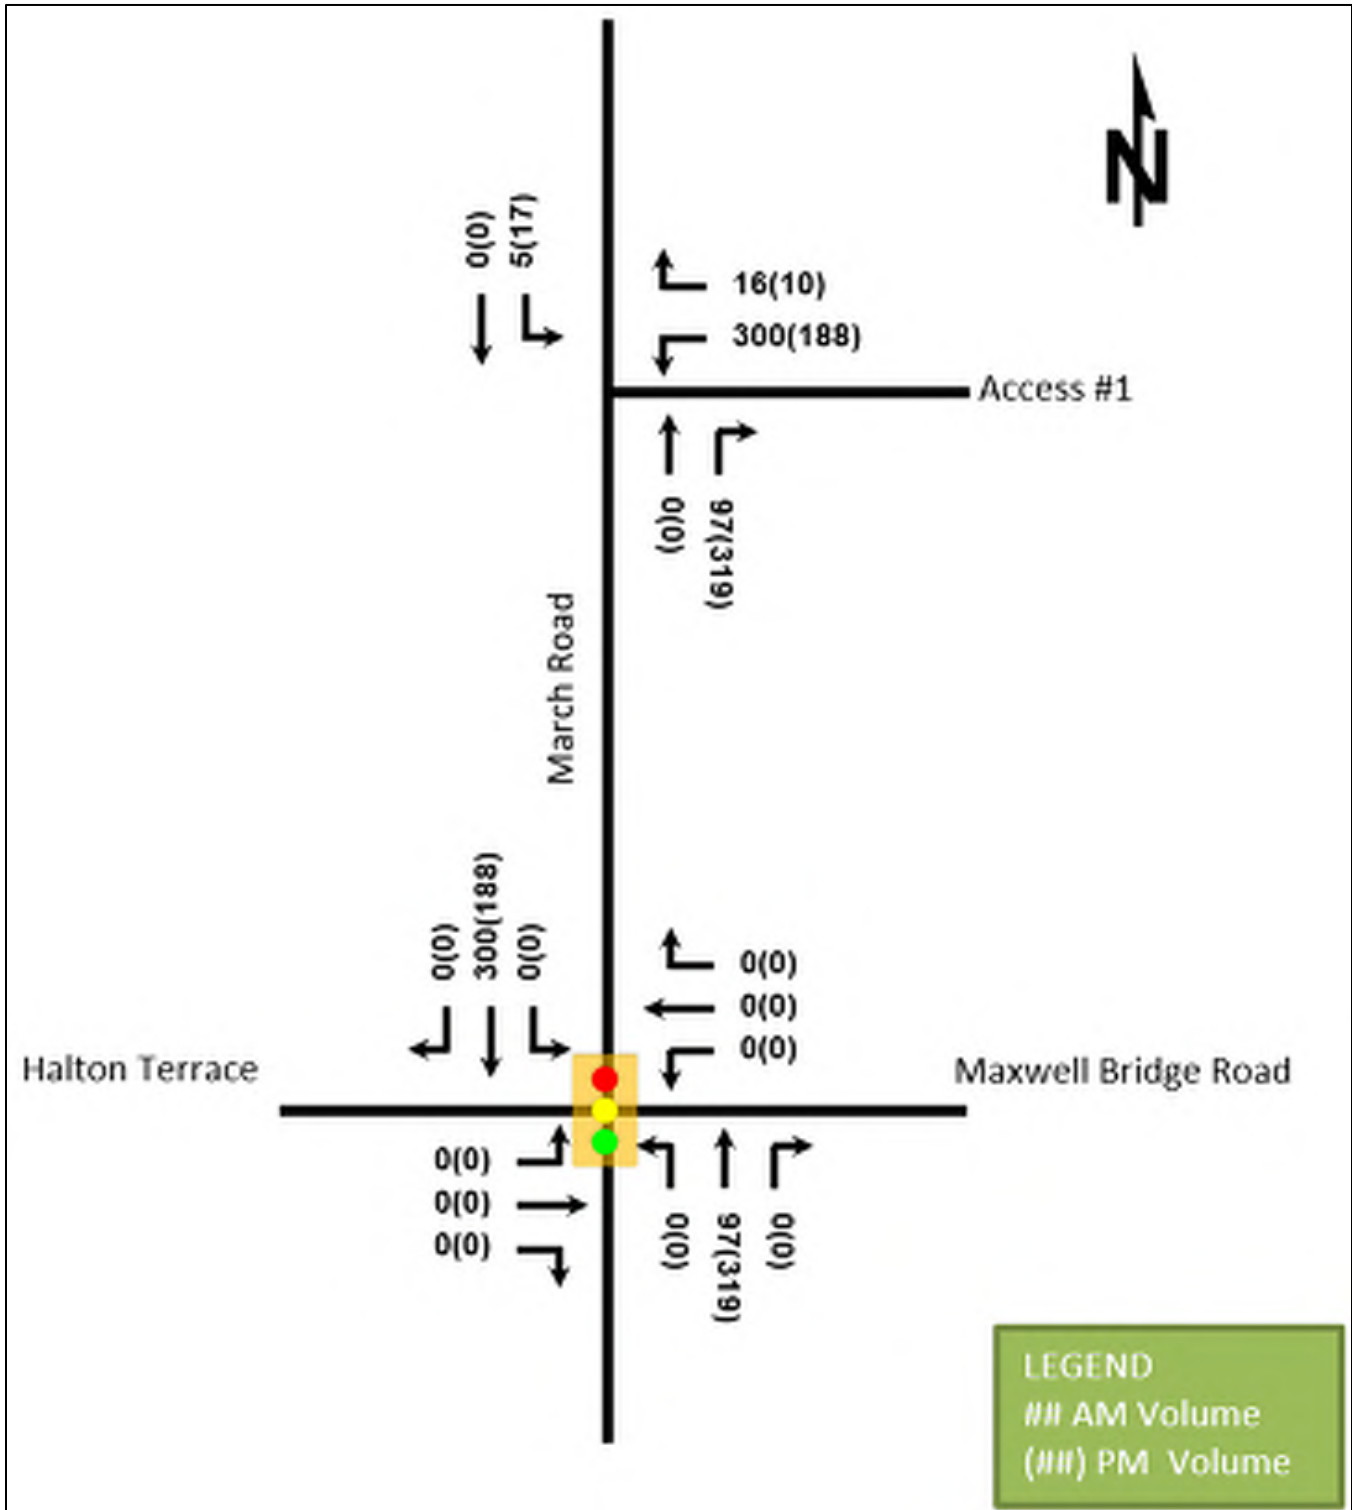 N
0(0)
5(17)
16(10)
300(188)
Access #1
0(0)
97(319)
March Road
0(0)
300(188)
0(0)
0(0)
0(0)
0(0)
Halton Terrace
Maxwell Bridge Road
0(0)
0(0)
0(0)
0(0)
97(319)
0(0)
LEGEND
## AM Volume
(##) PM  Volume